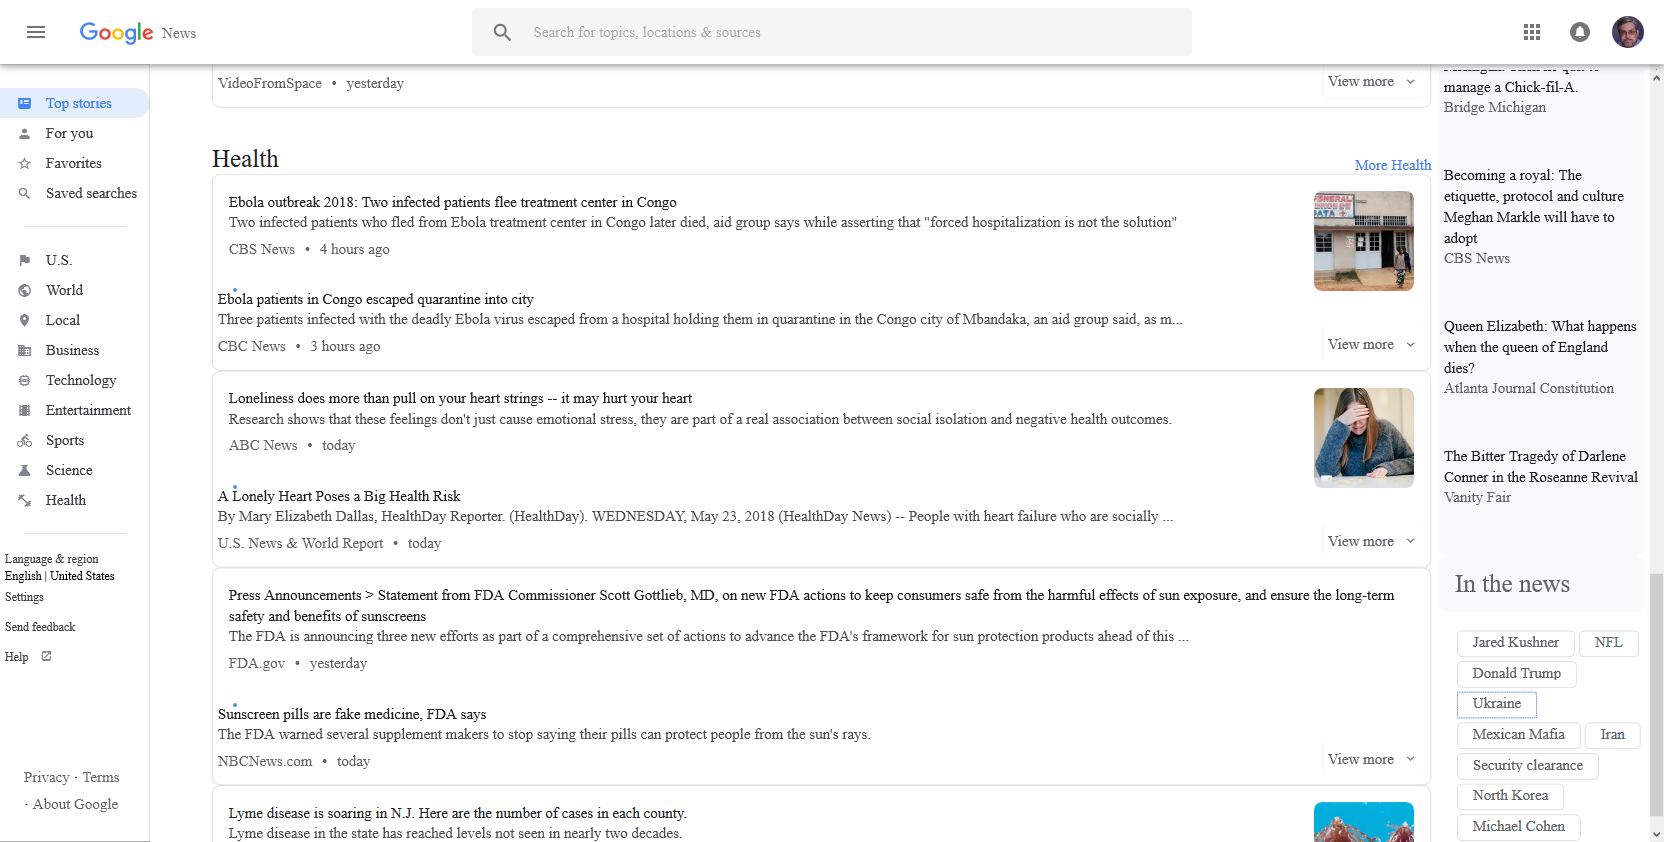 Google News
Search for topics, locations & sources
Top stories
For you
Favorites
Saved searches
U.S.
World
Local
Business
Technology
Entertainment
Sports
Science
Health
Language & region
English | United States
Settings
Send feedback
Help
Privacy · Terms
· About Google
VideoFromSpace • yesterday
View more
Health
More Health
Ebola outbreak 2018: Two infected patients flee treatment center in Congo
Two infected patients who fled from Ebola treatment center in Congo later died, aid group says while asserting that "forced hospitalization is not the solution"
CBS News • 4 hours ago
Ebola patients in Congo escaped quarantine into city
Three patients infected with the deadly Ebola virus escaped from a hospital holding them in quarantine in the Congo city of Mbandaka, an aid group said, as m...
CBC News • 3 hours ago
View more
Loneliness does more than pull on your heart strings -- it may hurt your heart
Research shows that these feelings don't just cause emotional stress, they are part of a real association between social isolation and negative health outcomes.
ABC News • today
A Lonely Heart Poses a Big Health Risk
By Mary Elizabeth Dallas, HealthDay Reporter. (HealthDay). WEDNESDAY, May 23, 2018 (HealthDay News) -- People with heart failure who are socially ...
U.S. News & World Report • today
View more
Press Announcements > Statement from FDA Commissioner Scott Gottlieb, MD, on new FDA actions to keep consumers safe from the harmful effects of sun exposure, and ensure the long-term
safety and benefits of sunscreens
The FDA is announcing three new efforts as part of a comprehensive set of actions to advance the FDA's framework for sun protection products ahead of this ...
FDA.gov • yesterday
Sunscreen pills are fake medicine, FDA says
The FDA warned several supplement makers to stop saying their pills can protect people from the sun's rays.
NBCNews.com • today
View more
Lyme disease is soaring in N.J. Here are the number of cases in each county.
Lyme disease in the state has reached levels not seen in nearly two decades.
manage a Chick-fil-A.
Bridge Michigan
Becoming a royal: The
etiquette, protocol and culture
Meghan Markle will have to
adopt
CBS News
Queen Elizabeth: What happens
when the queen of England
dies?
Atlanta Journal Constitution
The Bitter Tragedy of Darlene
Conner in the Roseanne Revival
Vanity Fair
In the news
Jared Kushner
NFL
Donald Trump
Ukraine
Mexican Mafia
Iran
Security clearance
North Korea
Michael Cohen